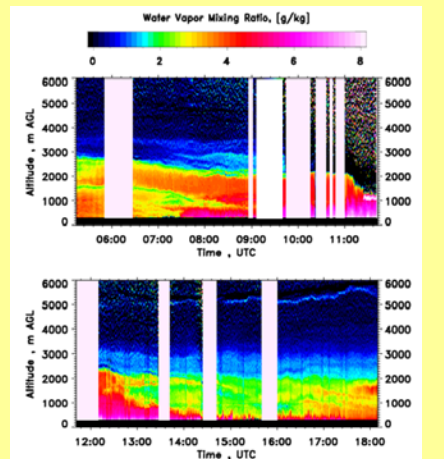 Water Vapor Mixing Ratio, [g/kg]
0 2 4 6 8
6000 6000
5000 5000
4000 4000
3000 3000
2000 2000
1000 1000
0 0
Altitude , m AGL
06:00 07:00 08:00 09:00 10:00 11:00
Time , UTC
6000 6000
5000 5000
4000 4000
3000 3000
2000 2000
1000 1000
0 0
Altitude , m AGL
12:00 13:00 14:00 15:00 16:00 17:00 18:00
Time , UTC